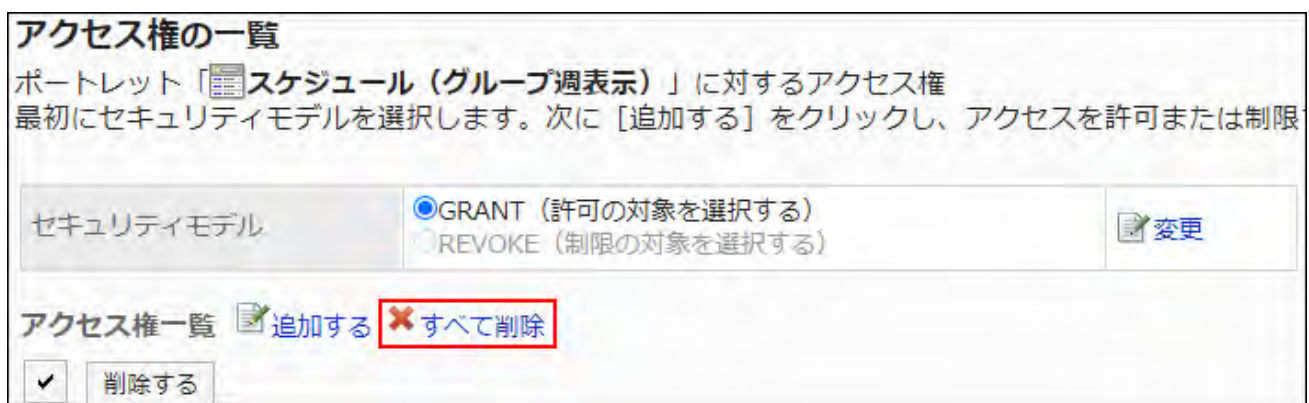 アクセス権の一覧
ポートレット「スケジュール（グループ週表示）」に対するアクセス権
最初にセキュリティモデルを選択します。次に［追加する］をクリックし、アクセスを許可または制限
セキュリティモデル
GRANT（許可の対象を選択する）
REVOKE（制限の対象を選択する）
変更
アクセス権一覧 追加する すべて削除
削除する